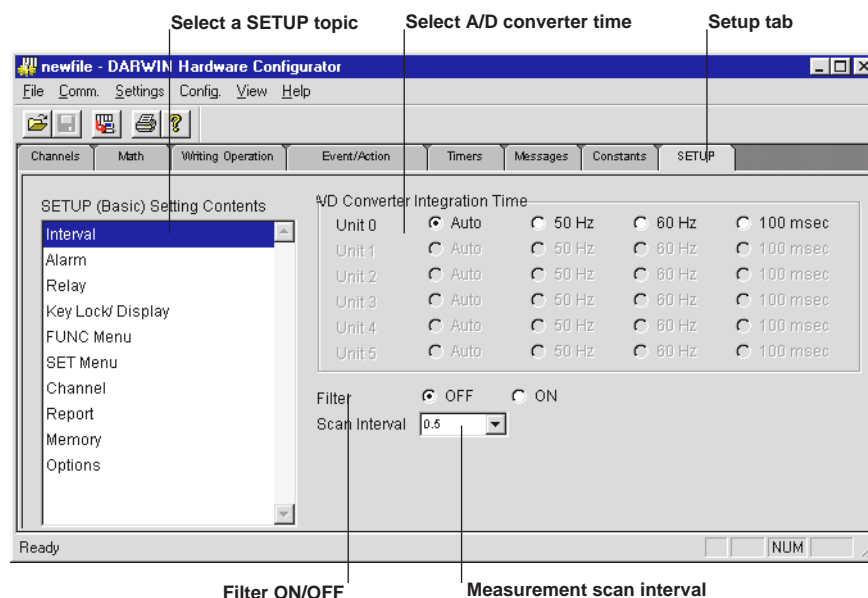 Select a SETUP topic Select A/D converter time Setup tab
newfile - DARWIN Hardware Configurator
File Comm. Settings Config. View Help
Channels Math Writing Operation Event/Action Timers Messages Constants SETUP
SETUP (Basic) Setting Contents
Interval
Alarm
Relay
Key Lock/ Display
FUNC Menu
SET Menu
Channel
Report
Memory
Options
A/D Converter Integration Time
Unit 0 Auto 50 Hz 60 Hz 100 msec
Unit 1 Auto 50 Hz 60 Hz 100 msec
Unit 2 Auto 50 Hz 60 Hz 100 msec
Unit 3 Auto 50 Hz 60 Hz 100 msec
Unit 4 Auto 50 Hz 60 Hz 100 msec
Unit 5 Auto 50 Hz 60 Hz 100 msec
Filter OFF ON
Scan Interval 0.5
Ready NUM
Filter ON/OFF Measurement scan interval